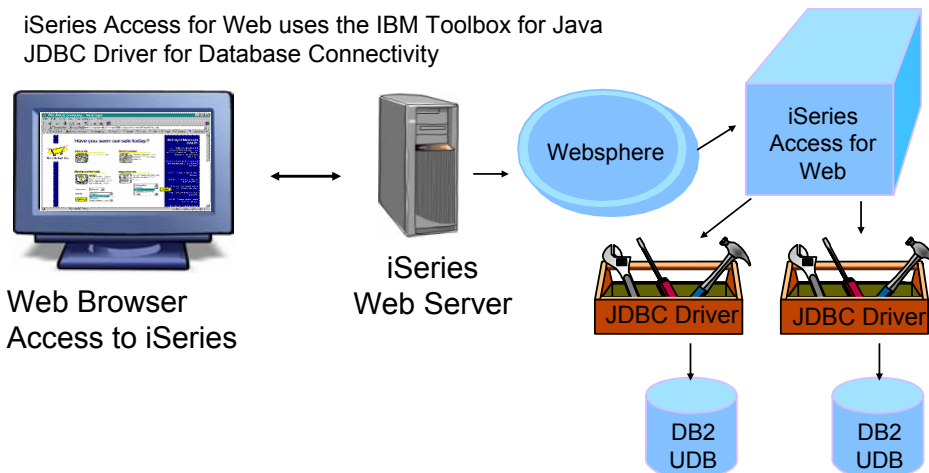 iSeries Access for Web uses the IBM Toolbox for Java
JDBC Driver for Database Connectivity
Have you seen our sale today?
Websphere
iSeries
Access for
Web
iSeries
Web Server
Web Browser
Access to iSeries
JDBC Driver
JDBC Driver
DB2
UDB
DB2
UDB